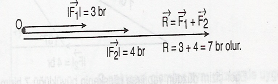 |F₁| = 3 br
O
R = F₁ + F₂
|F₂| = 4 br
R = 3 + 4 = 7 br olur.